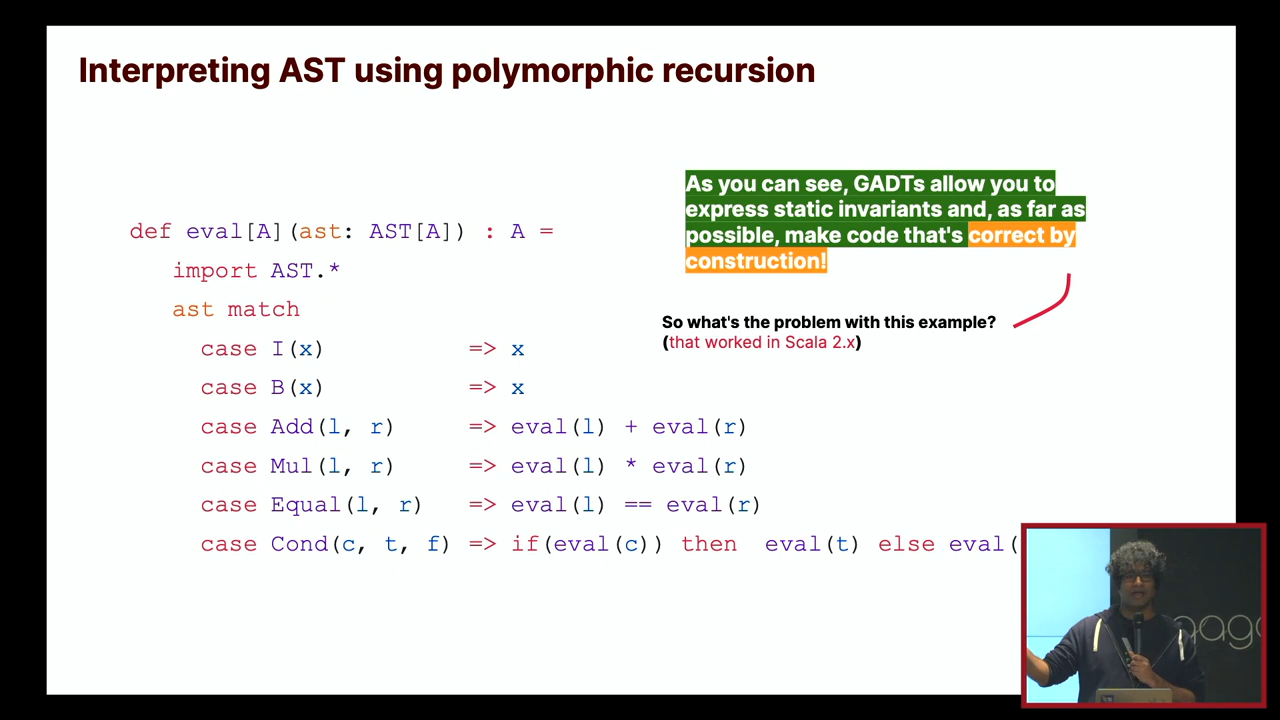 Interpreting AST using polymorphic recursion
As you can see, GADTs allow you to
express static invariants and, as far as
possible, make code that's correct by
construction!
So what's the problem with this example?
(that worked in Scala 2.x)
def eval[A](ast: AST[A]) : A =
import AST.*
ast match
case I(x) => x
case B(x) => x
case Add(l, r) => eval(l) + eval(r)
case Mul(l, r) => eval(l) * eval(r)
case Equal(l, r) => eval(l) == eval(r)
case Cond(c, t, f) => if(eval(c)) then eval(t) else eval(